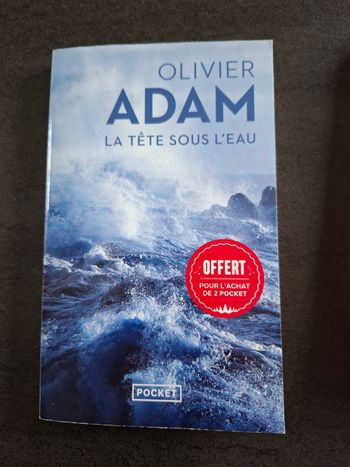 OLIVIER
ADAM
LA TÊTE SOUS L'EAU
OFFERT
POUR L'ACHAT
DE 2 POCKET
POCKET